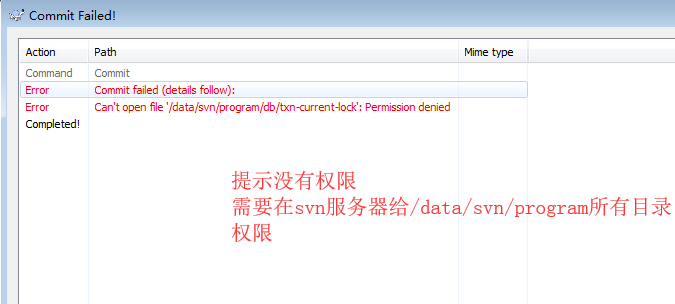 Commit Failed!
Action Path Mime type
Command Commit
Error Commit failed (details follow):
Error Can't open file '/data/svn/program/db/txn-current-lock': Permission denied
Completed!
提示没有权限
需要在svn服务器给/data/svn/program所有目录
权限